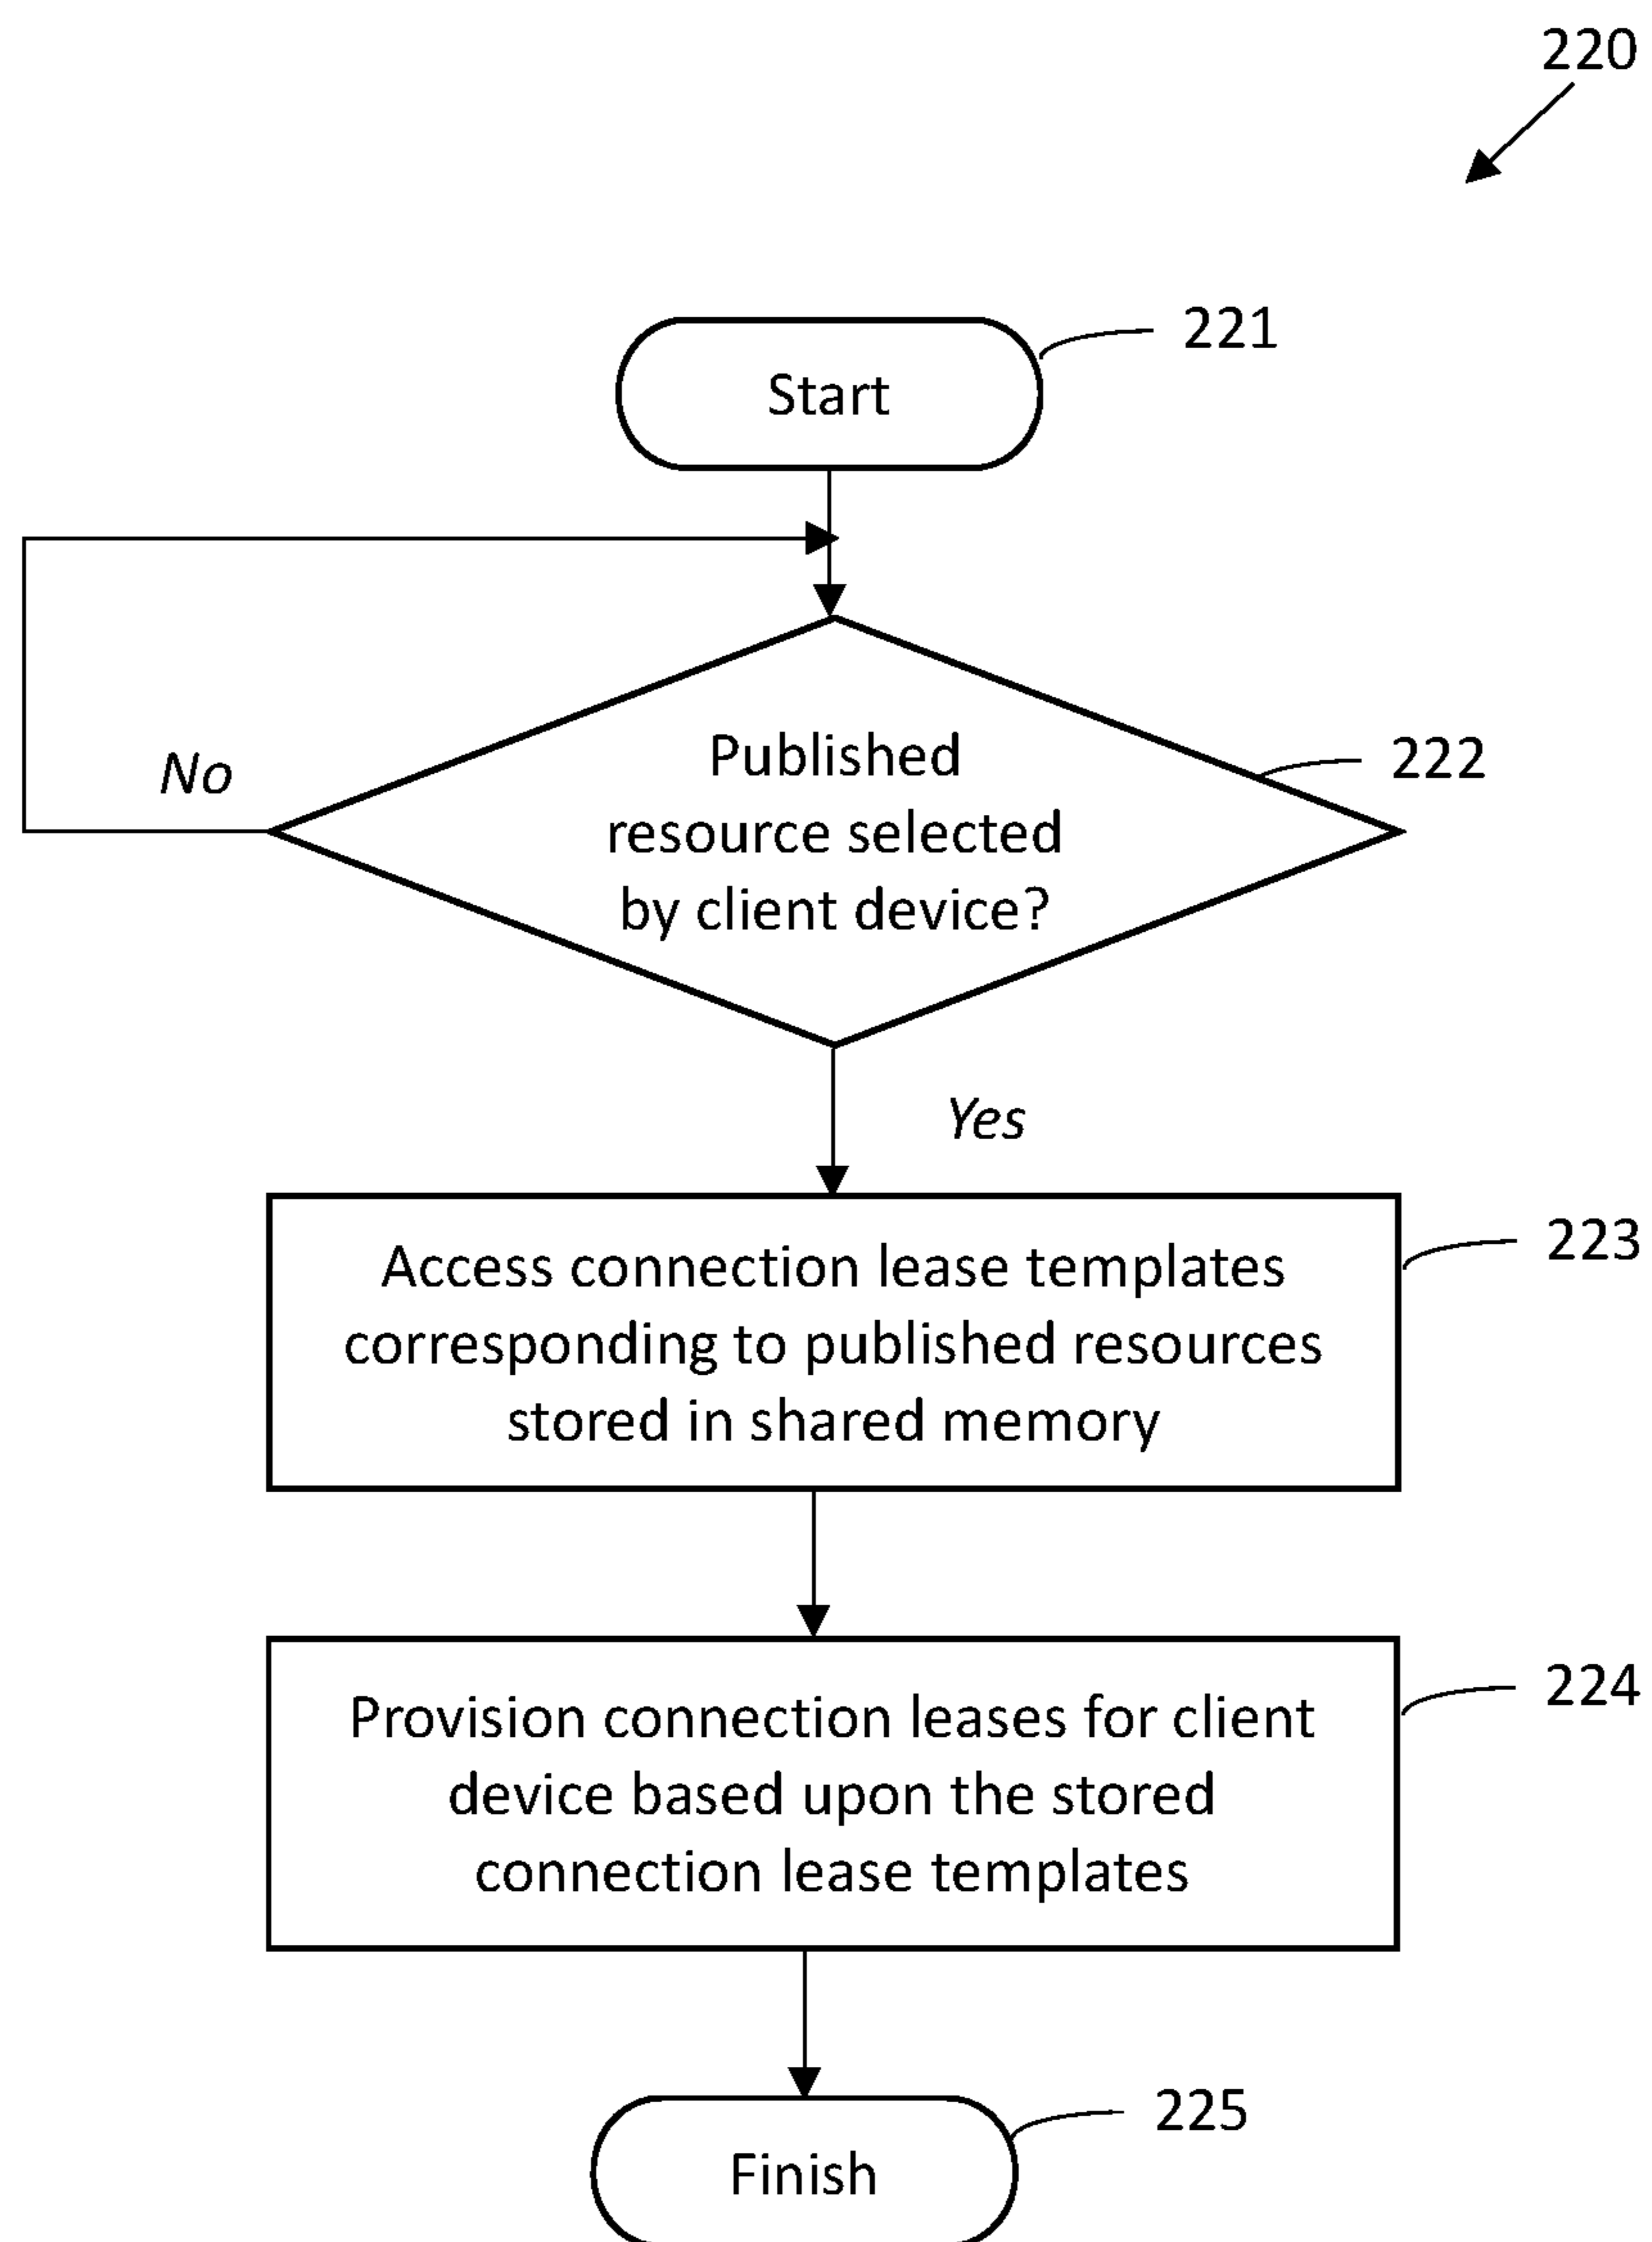 220
221
Start
No
Published
resource selected
by client device?
222
Yes
Access connection lease templates
corresponding to published resources
stored in shared memory
223
Provision connection leases for client
device based upon the stored
connection lease templates
224
225
Finish